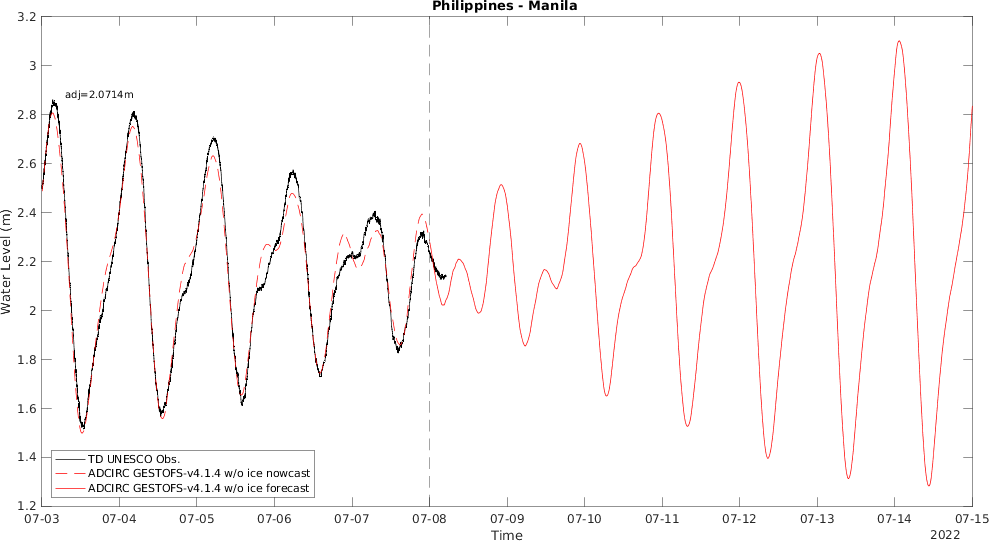 Philippines - Manila
3.2
3
2.8
2.6
2.4
2.2
2
1.8
1.6
1.4
1.2
Water Level (m)
adj=2.0714m
TD UNESCO Obs.
ADCIRC GESTOFS-v4.1.4 w/o ice nowcast
ADCIRC GESTOFS-v4.1.4 w/o ice forecast
07-03 07-04 07-05 07-06 07-07 07-08 07-09 07-10 07-11 07-12 07-13 07-14 07-15
Time
2022